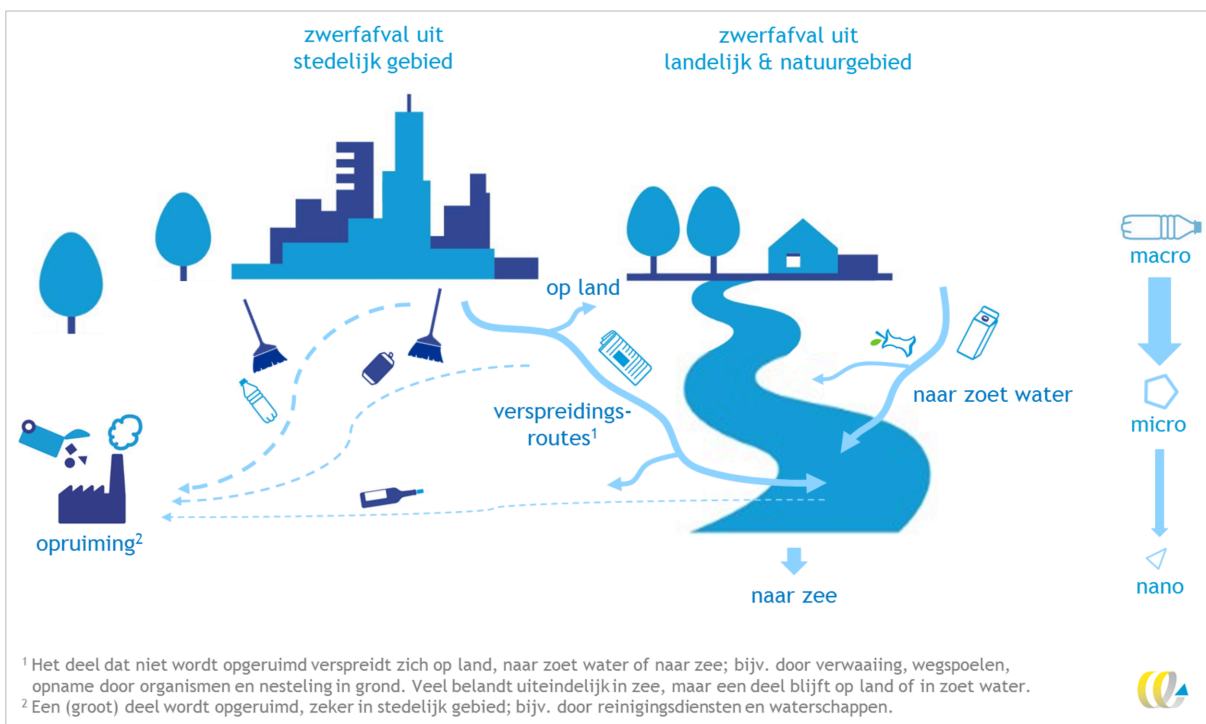 zwerfafval uit
stedelijk gebied
zwerfafval uit
landelijk & natuurgebied
op land
macro
naar zoet water
verspreidings-
routes¹
micro
opruiming²
nano
naar zee
¹ Het deel dat niet wordt opgeruimd verspreidt zich op land, naar zoet water of naar zee; bijv. door verwaaiing, wegspoelen,
opname door organismen en nesteling in grond. Veel belandt uiteindelijk in zee, maar een deel blijft op land of in zoet water.
² Een (groot) deel wordt opgeruimd, zeker in stedelijk gebied; bijv. door reinigingsdiensten en waterschappen.